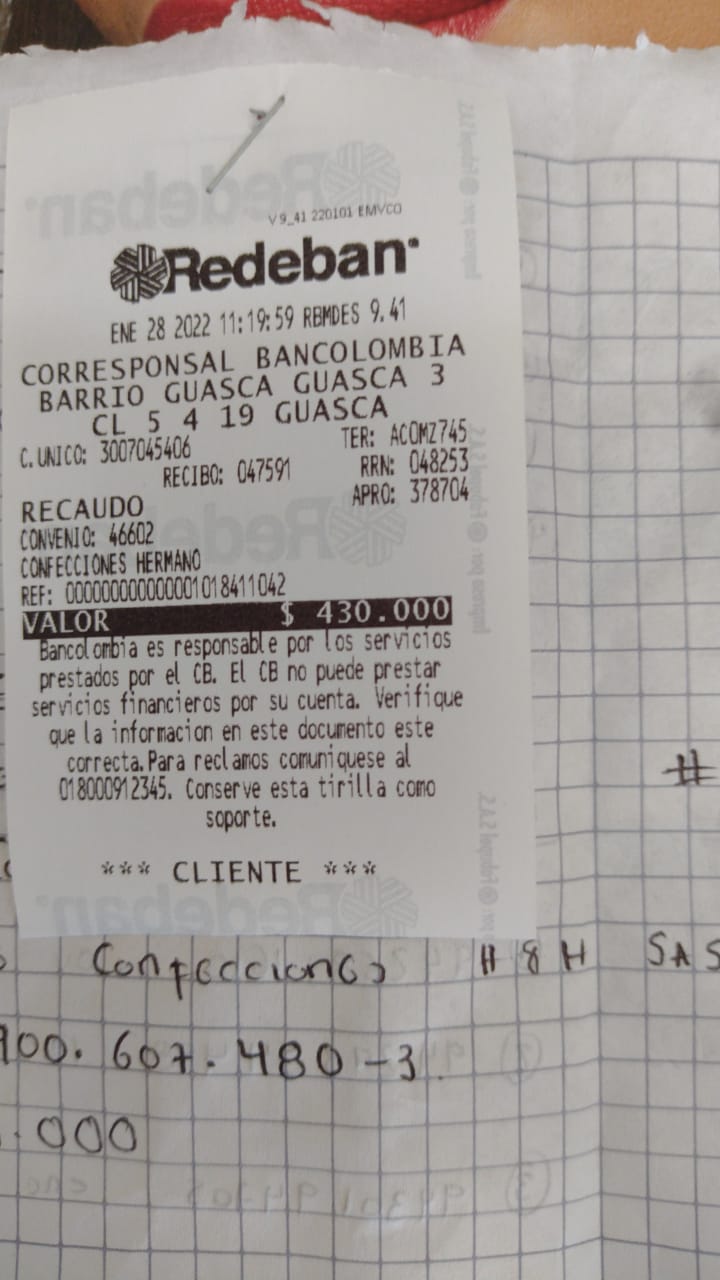 V9_41 220101 EMVCO
Redeban
ENE 28 2022 11:19:59 RBMDES 9.41
CORRESPONSAL BANCOLOMBIA
BARRIO GUASCA GUASCA 3
CL 5 4 19 GUASCA
C.UNICO: 3007045406 TER: ACOMZ745
RECIBO: 047591 RRN: 048253
RECAUDO APRO: 378704
CONVENIO: 46602
CONFECCIONES HERMANO
REF: 000000000000001018411042
VALOR $ 430.000
Bancolombia es responsable por los servicios
prestados por el CB. El CB no puede prestar
servicios financieros por su cuenta. Verifique
que la informacion en este documento este
correcta.Para reclamos comuniquese al
018000912345. Conserve esta tirilla como
soporte.
*** CLIENTE ***
#
Confecciones H&H SAS
900.607.480-3.
.000